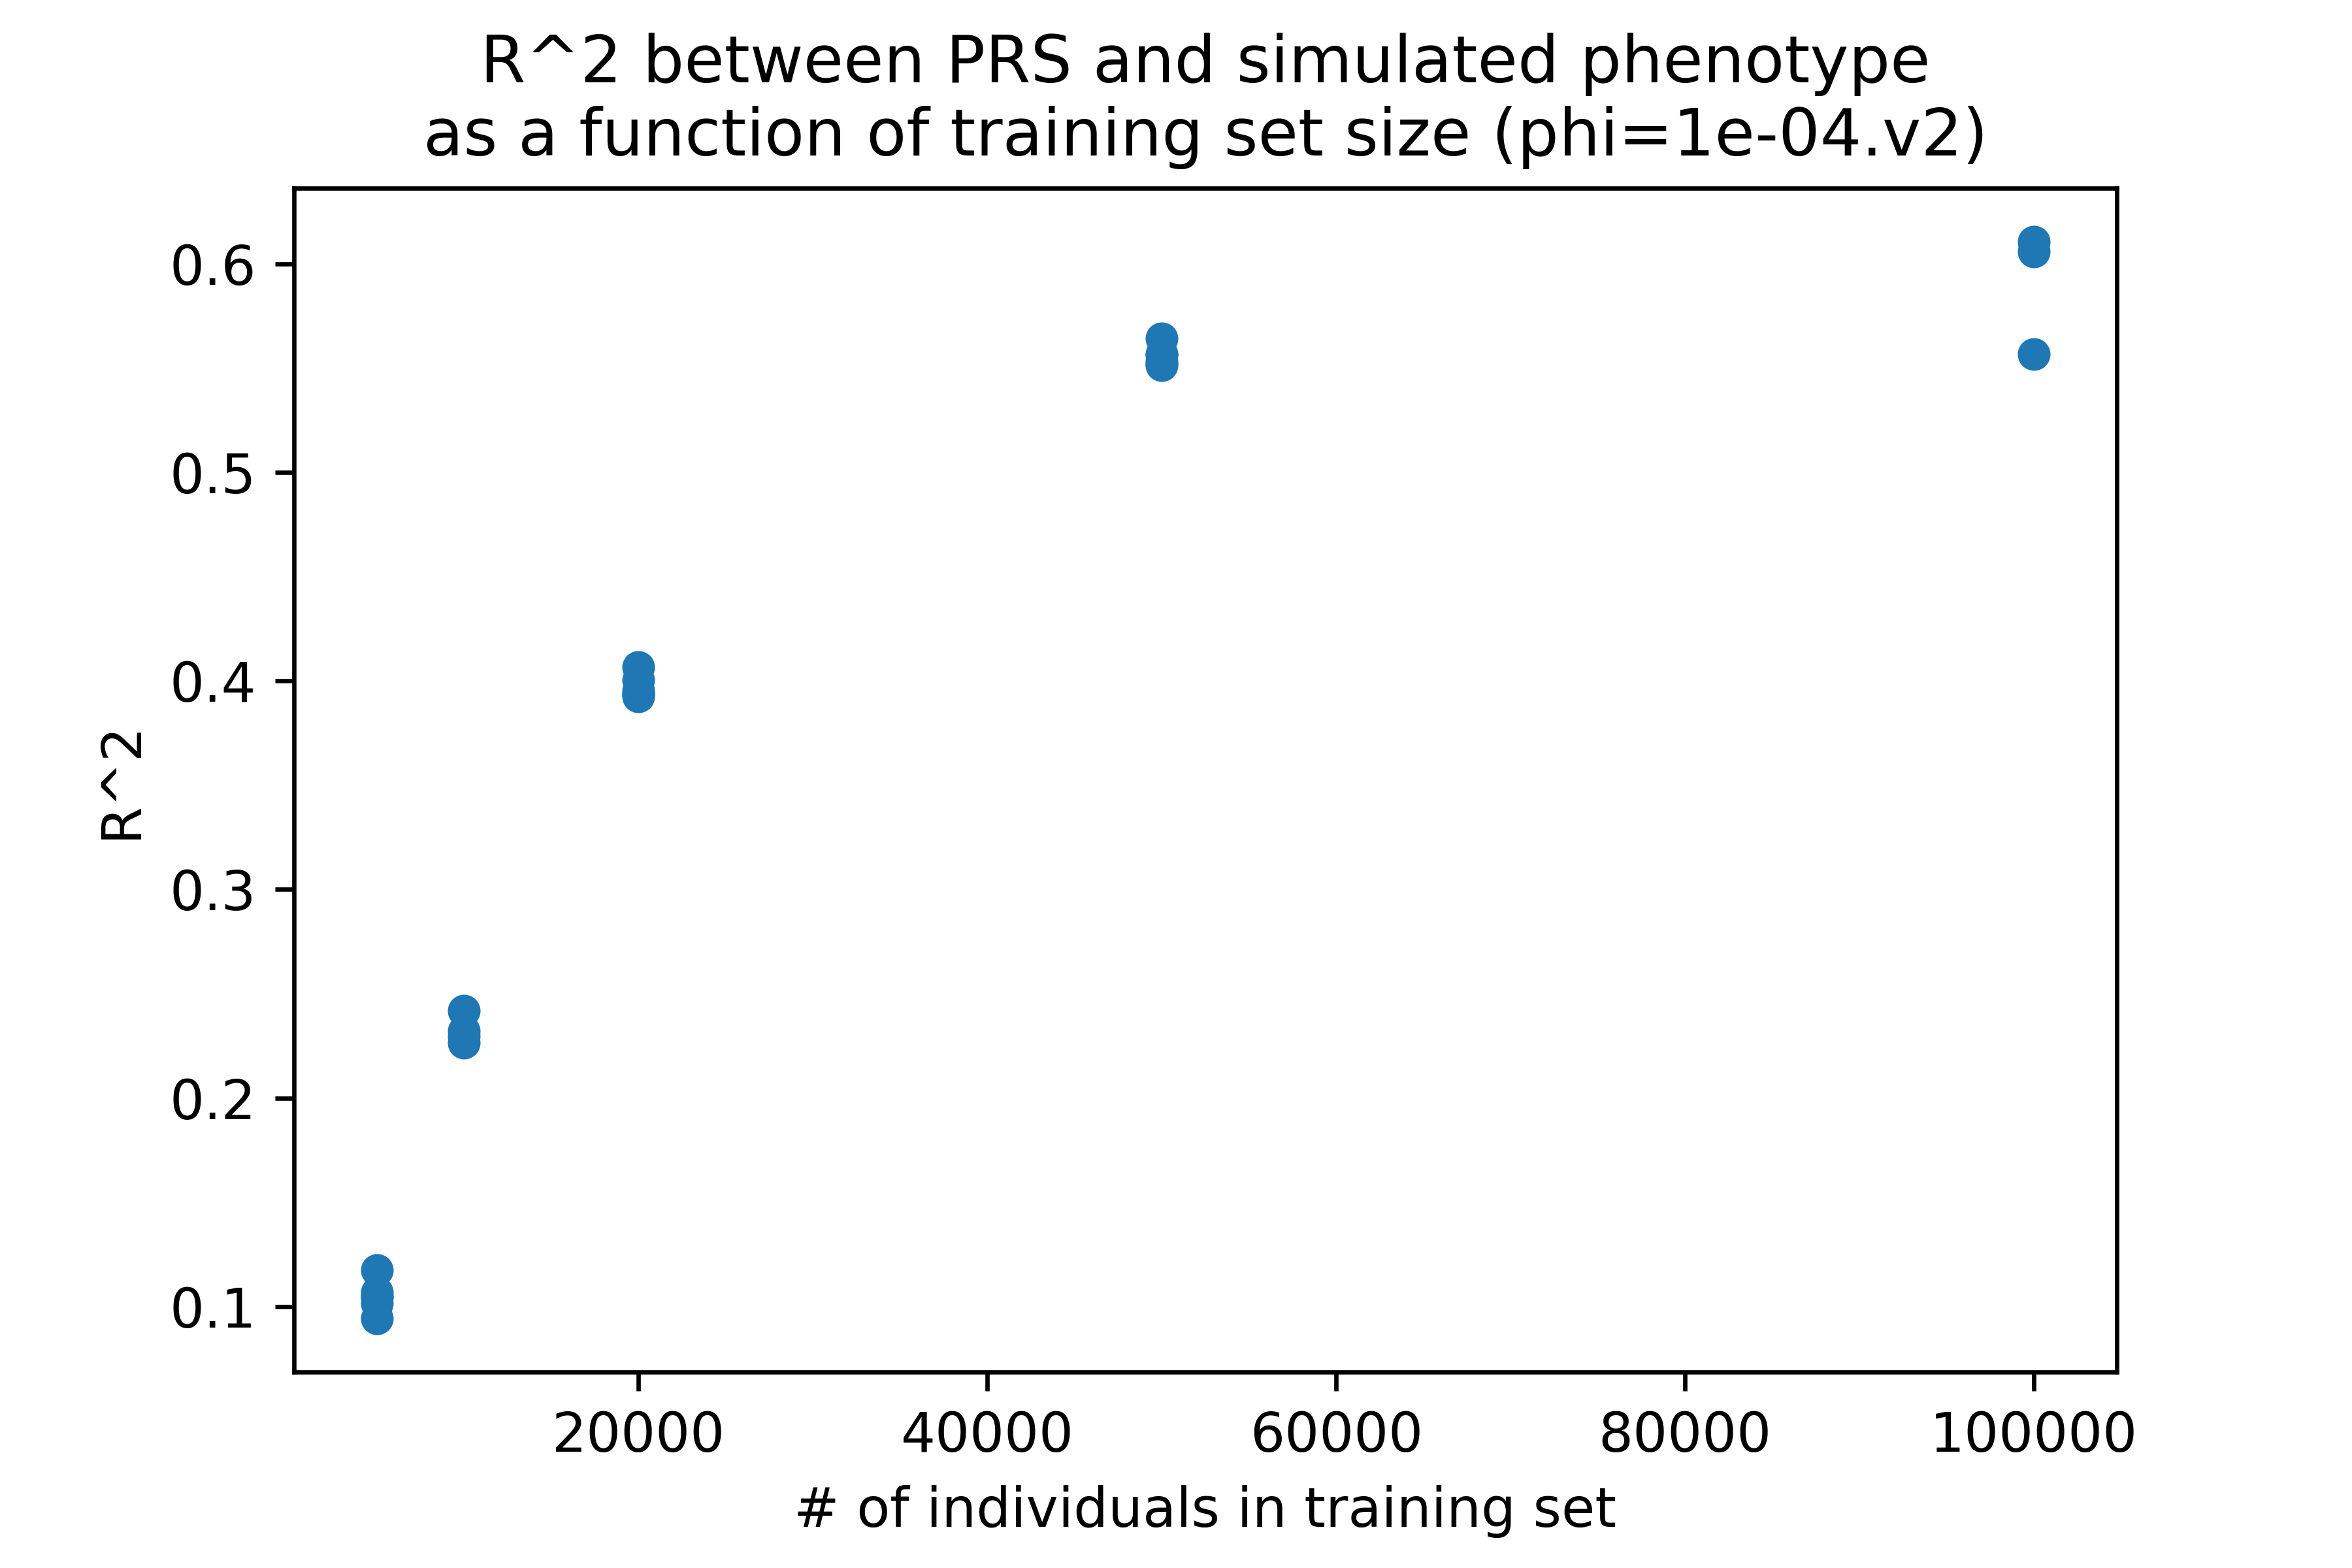 R^2 between PRS and simulated phenotype
as a function of training set size (phi=1e-04.v2)
0.6
0.5
0.4
0.3
0.2
0.1
R^2
20000 40000 60000 80000 100000
# of individuals in training set